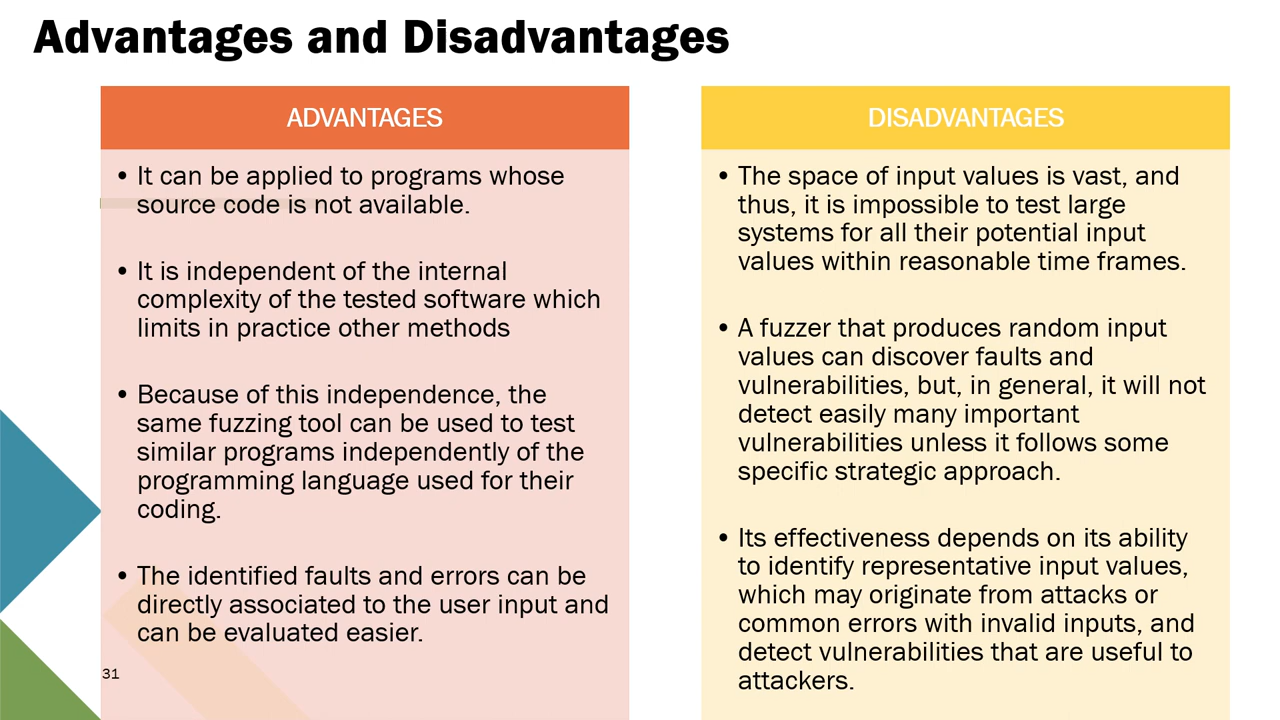 Advantages and Disadvantages
ADVANTAGES
• It can be applied to programs whose
source code is not available.
• It is independent of the internal
complexity of the tested software which
limits in practice other methods
• Because of this independence, the
same fuzzing tool can be used to test
similar programs independently of the
programming language used for their
coding.
• The identified faults and errors can be
directly associated to the user input and
can be evaluated easier.
31
DISADVANTAGES
• The space of input values is vast, and
thus, it is impossible to test large
systems for all their potential input
values within reasonable time frames.
• A fuzzer that produces random input
values can discover faults and
vulnerabilities, but, in general, it will not
detect easily many important
vulnerabilities unless it follows some
specific strategic approach.
• Its effectiveness depends on its ability
to identify representative input values,
which may originate from attacks or
common errors with invalid inputs, and
detect vulnerabilities that are useful to
attackers.